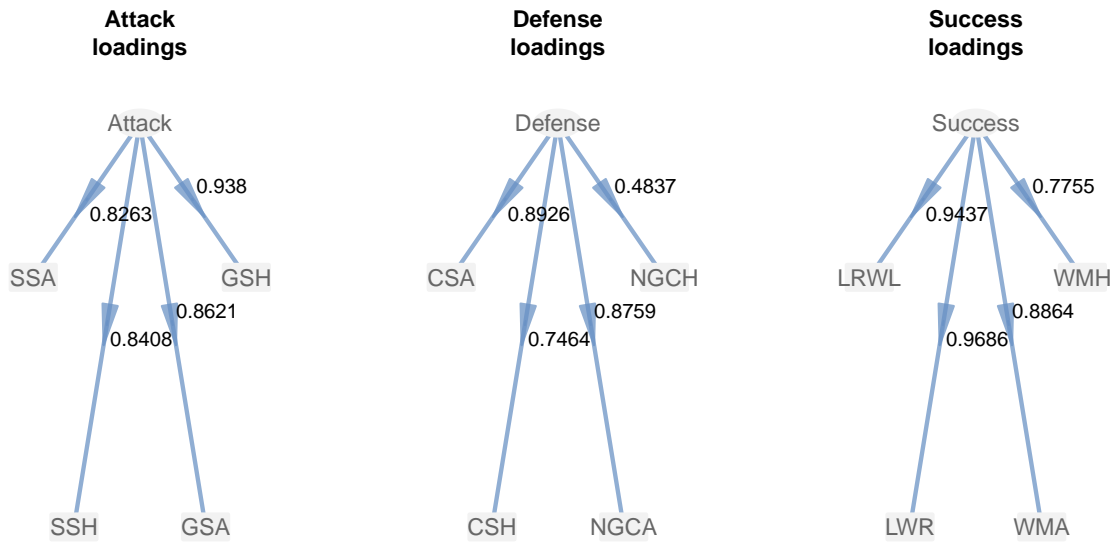 Attack
loadings
Attack
0.938
0.8263
SSA
GSH
0.8621
0.8408
SSH
GSA
Defense
loadings
Defense
0.4837
0.8926
CSA
NGCH
0.8759
0.7464
CSH
NGCA
Success
loadings
Success
0.7755
0.9437
LRWL
WMH
0.8864
0.9686
LWR
WMA